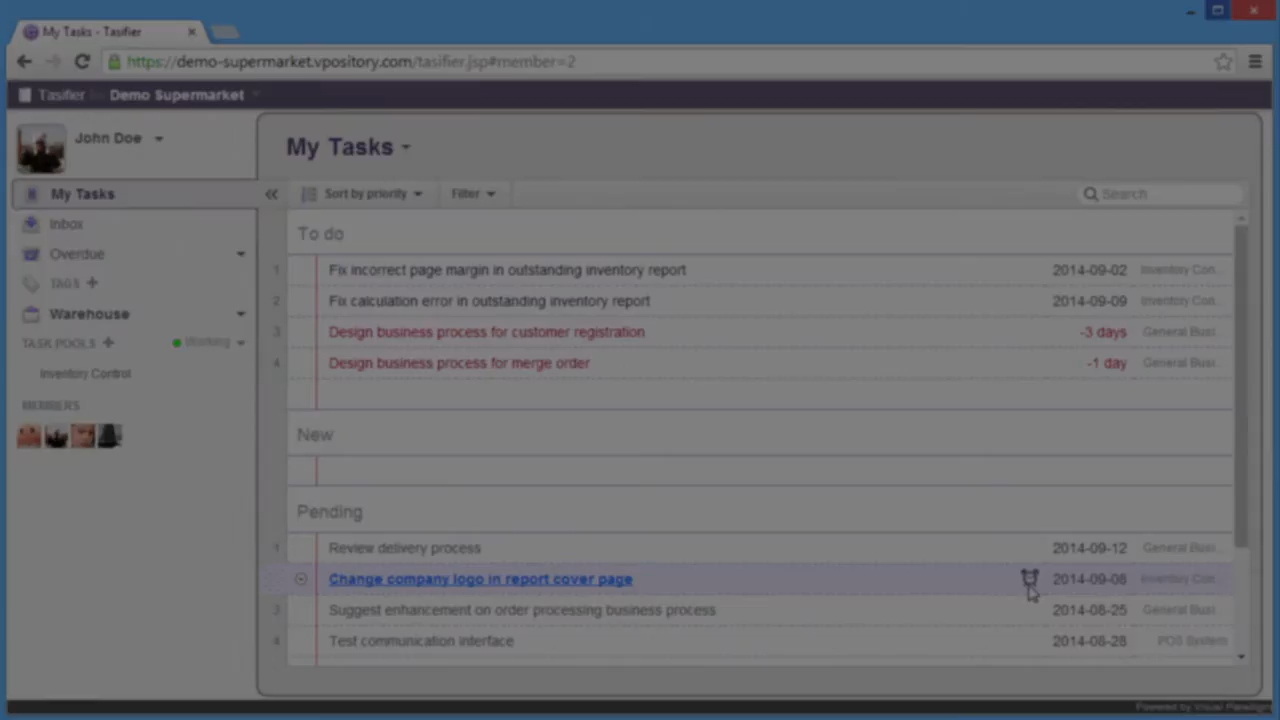 My Tasks - Tasifier
https://demo-supermarket.vpository.com/tasifier.jsp#member=2
Tasifier Demo Supermarket
John Doe
My Tasks
My Tasks
Sort by priority Filter Search
Inbox
Overdue
TAGS +
Warehouse
TASK POOLS + Working
Inventory Control
MEMBERS
To do
1 Fix incorrect page margin in outstanding inventory report 2014-09-02 Inventory Con...
2 Fix calculation error in outstanding inventory report 2014-09-09 Inventory Con...
3 Design business process for customer registration -3 days General Busi...
4 Design business process for merge order -1 day General Busi...
New
Pending
1 Review delivery process 2014-09-12 General Busi...
Change company logo in report cover page 2014-09-08 Inventory Con...
3 Suggest enhancement on order processing business process 2014-08-25 General Busi...
4 Test communication interface 2014-08-28 POS System
Powered by Visual Paradigm